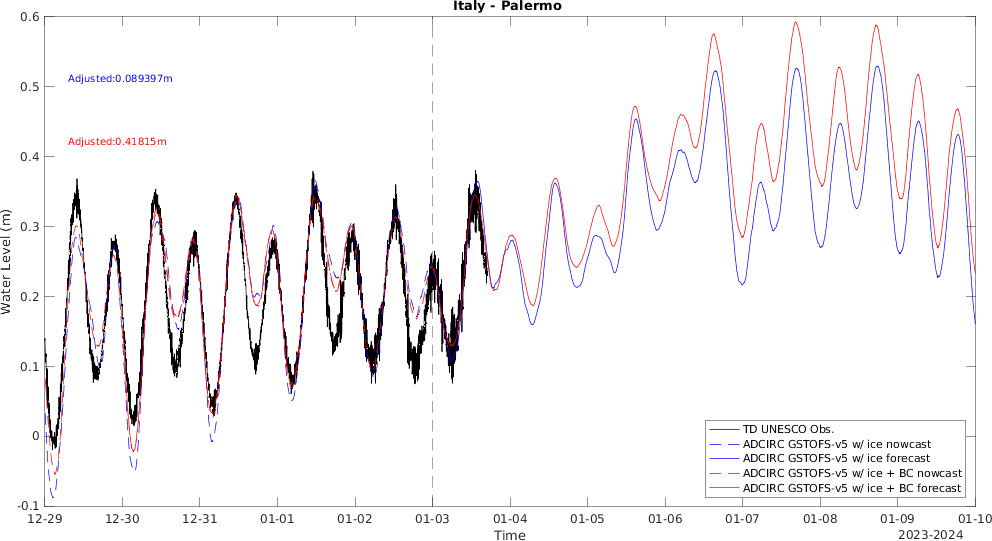 Italy - Palermo
Adjusted:0.089397m
Adjusted:0.41815m
Water Level (m)
0.6
0.5
0.4
0.3
0.2
0.1
0
-0.1
TD UNESCO Obs.
ADCIRC GSTOFS-v5 w/ ice nowcast
ADCIRC GSTOFS-v5 w/ ice forecast
ADCIRC GSTOFS-v5 w/ ice + BC nowcast
ADCIRC GSTOFS-v5 w/ ice + BC forecast
12-29 12-30 12-31 01-01 01-02 01-03 01-04 01-05 01-06 01-07 01-08 01-09 01-10
Time
2023-2024